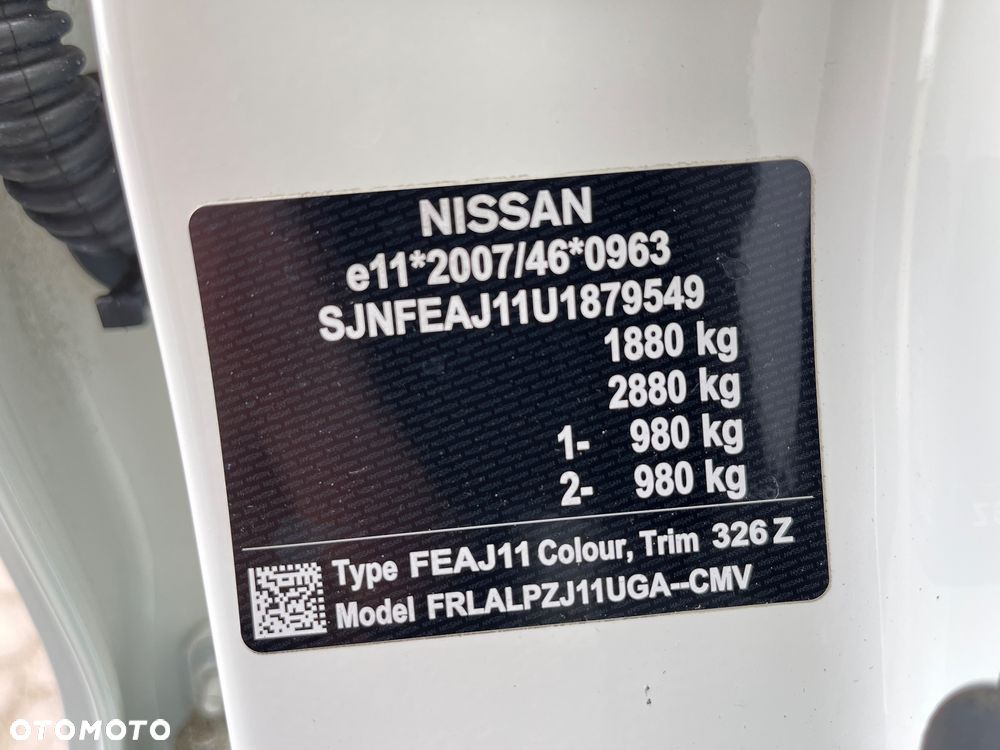 NISSAN
e11*2007/46*0963
SJNFEAJ11U1879549
1880 kg
2880 kg
1- 980 kg
2- 980 kg
Type FEAJ11 Colour, Trim 326 Z
Model FRLALPZJ11UGA--CMV
OTOMOTO